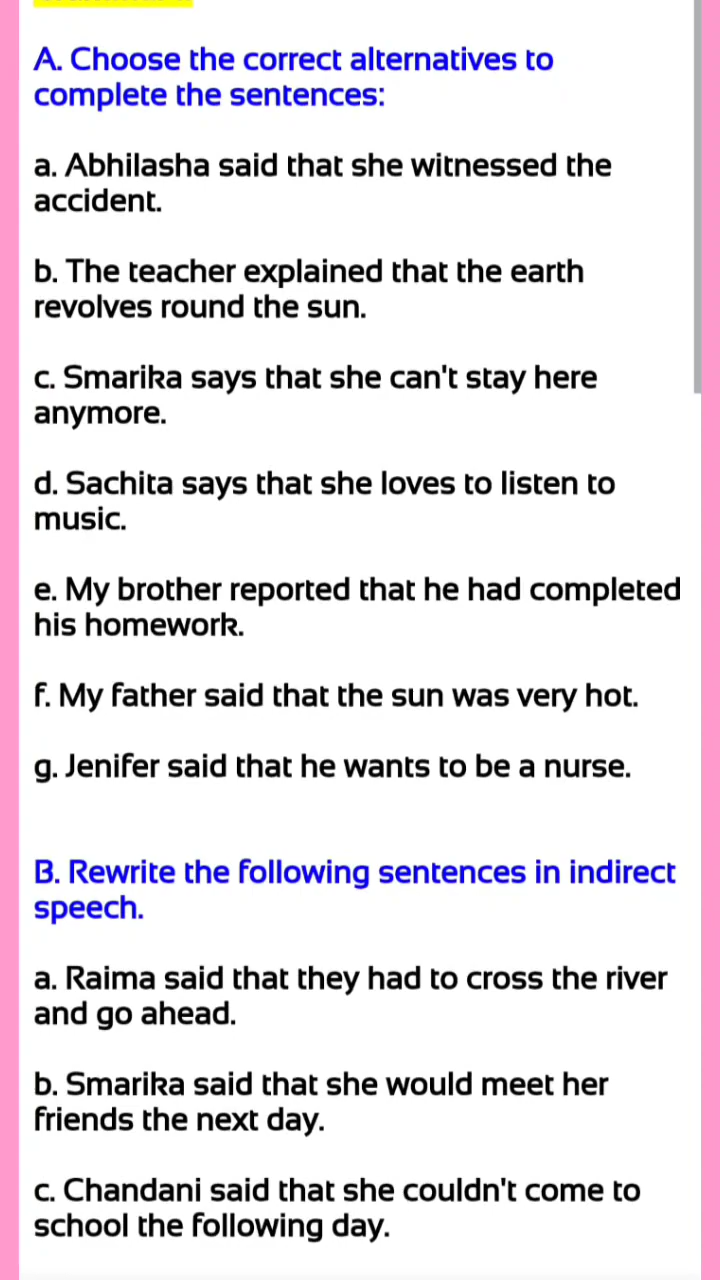 A. Choose the correct alternatives to
complete the sentences:
a. Abhilasha said that she witnessed the
accident.
b. The teacher explained that the earth
revolves round the sun.
c. Smarika says that she can't stay here
anymore.
d. Sachita says that she loves to listen to
music.
e. My brother reported that he had completed
his homework.
f. My father said that the sun was very hot.
g. Jenifer said that he wants to be a nurse.
B. Rewrite the following sentences in indirect
speech.
a. Raima said that they had to cross the river
and go ahead.
b. Smarika said that she would meet her
friends the next day.
c. Chandani said that she couldn't come to
school the following day.